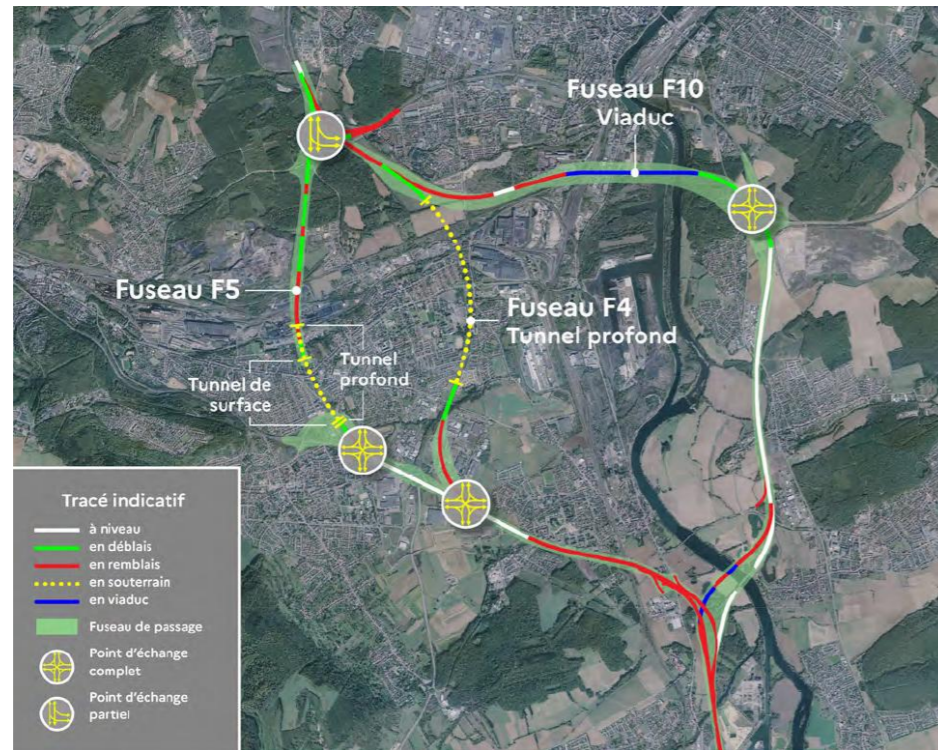 Fuseau F10
Viaduc
Fuseau F5
Fuseau F4
Tunnel profond
Tunnel
profond
Tunnel de
surface
Tracé indicatif
à niveau
en déblais
en remblais
en souterrain
en viaduc
Fuseau de passage
Point d'échange
complet
Point d'échange
partiel